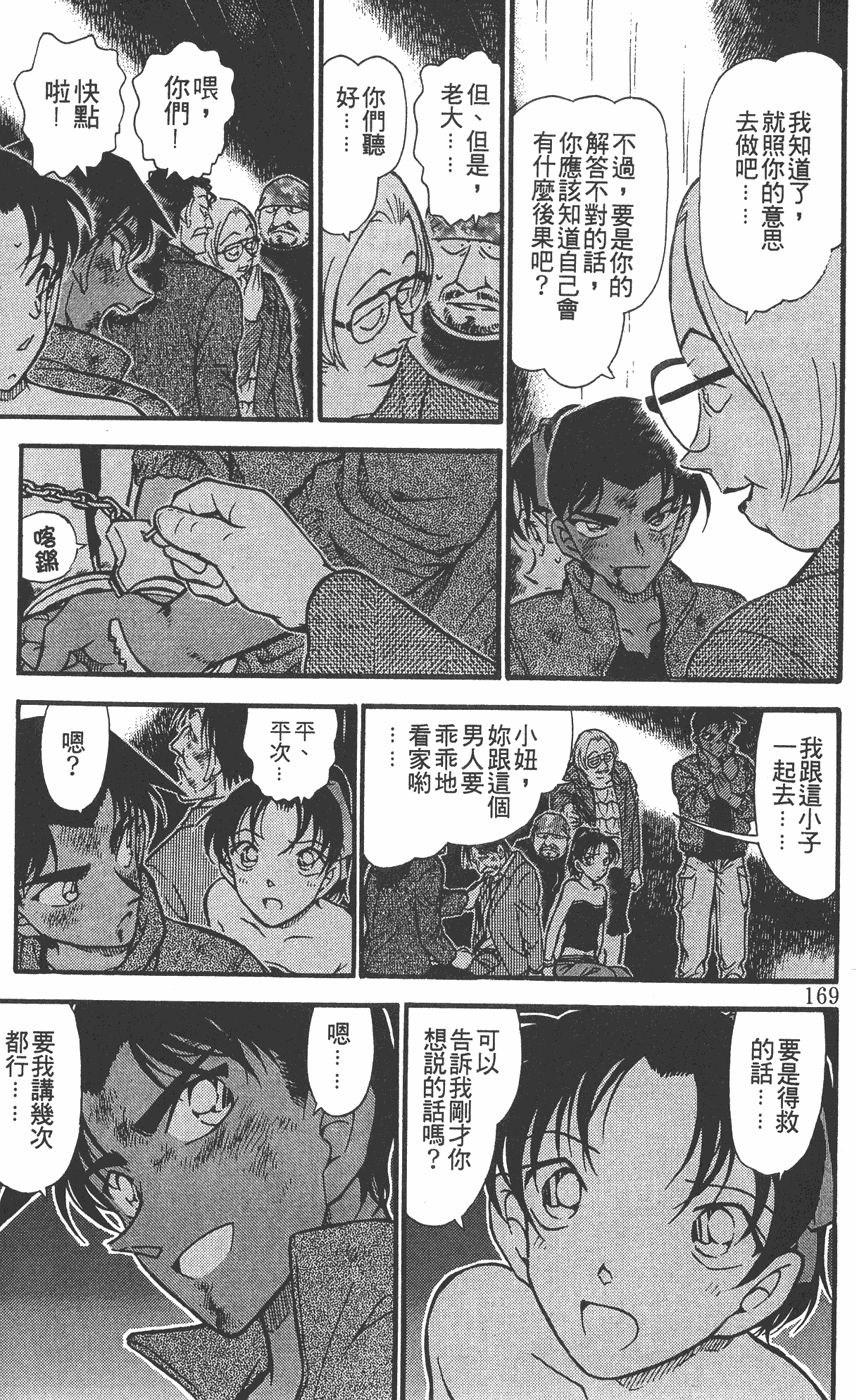 我知道了，
就照你的意思
去做吧……
不過，要是你的
解答不對的話，
你應該知道自己會
有什麼後果吧？
但、但是，
老大……
你們聽
好……
喂，
你們！
快點
啦！
喀鏘
我跟這小子
一起去……
小妞，
妳跟這個
男人要
乖乖地
看家喲
……
平、
平次…
嗯？
169
要是得救
的話……
可以
告訴我剛才你
想說的話嗎？
嗯……
要我講幾次
都行……